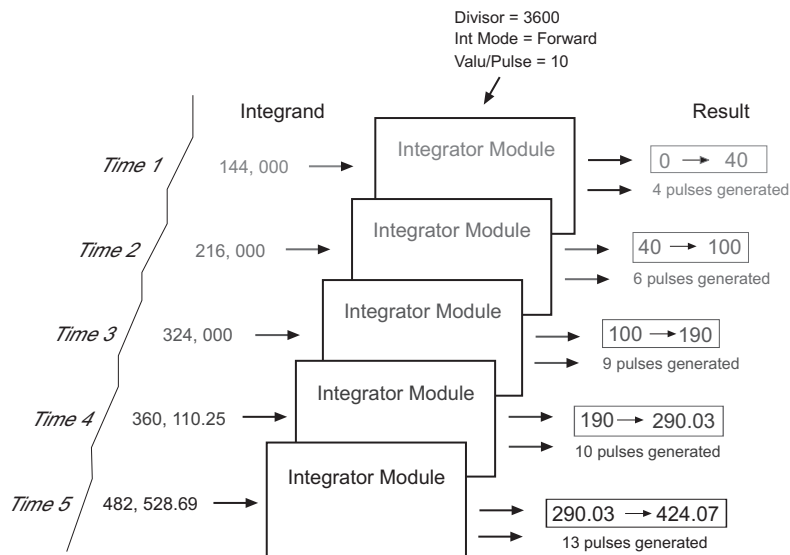 Divisor = 3600
Int Mode = Forward
Valu/Pulse = 10
Integrand
Result
Time 1
144, 000
Integrator Module
0 → 40
4 pulses generated
Time 2
216, 000
Integrator Module
40 → 100
6 pulses generated
Time 3
324, 000
Integrator Module
100 → 190
9 pulses generated
Time 4
360, 110.25
Integrator Module
190 → 290.03
10 pulses generated
Time 5
482, 528.69
Integrator Module
290.03 → 424.07
13 pulses generated